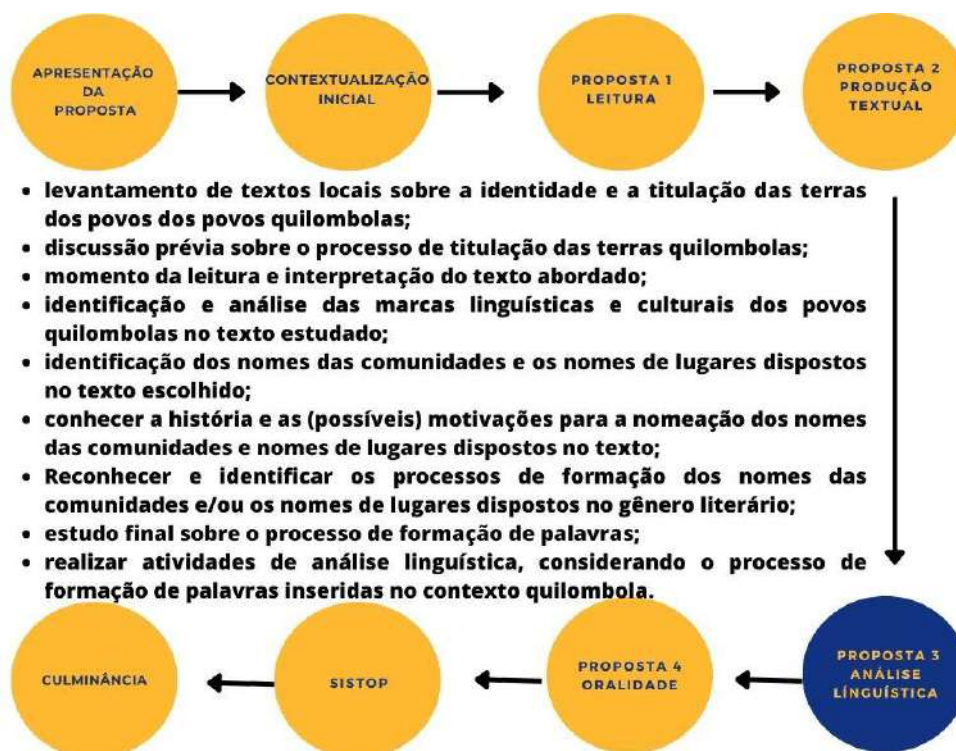 APRESENTAÇÃO
DA
PROPOSTA
CONTEXTUALIZAÇÃO
INICIAL
PROPOSTA 1
LEITURA
PROPOSTA 2
PRODUÇÃO
TEXTUAL
• levantamento de textos locais sobre a identidade e a titulação das terras
dos povos dos povos quilombolas;
• discussão prévia sobre o processo de titulação das terras quilombolas;
• momento da leitura e interpretação do texto abordado;
• identificação e análise das marcas linguísticas e culturais dos povos
quilombolas no texto estudado;
• identificação dos nomes das comunidades e os nomes de lugares dispostos
no texto escolhido;
• conhecer a história e as (possíveis) motivações para a nomeação dos nomes
das comunidades e nomes de lugares dispostos no texto;
• Reconhecer e identificar os processos de formação dos nomes das
comunidades e/ou os nomes de lugares dispostos no gênero literário;
• estudo final sobre o processo de formação de palavras;
• realizar atividades de análise linguística, considerando o processo de
formação de palavras inseridas no contexto quilombola.
CULMINÂNCIA
SISTOP
PROPOSTA 4
ORALIDADE
PROPOSTA 3
ANÁLISE
LÍNGUÍSTICA